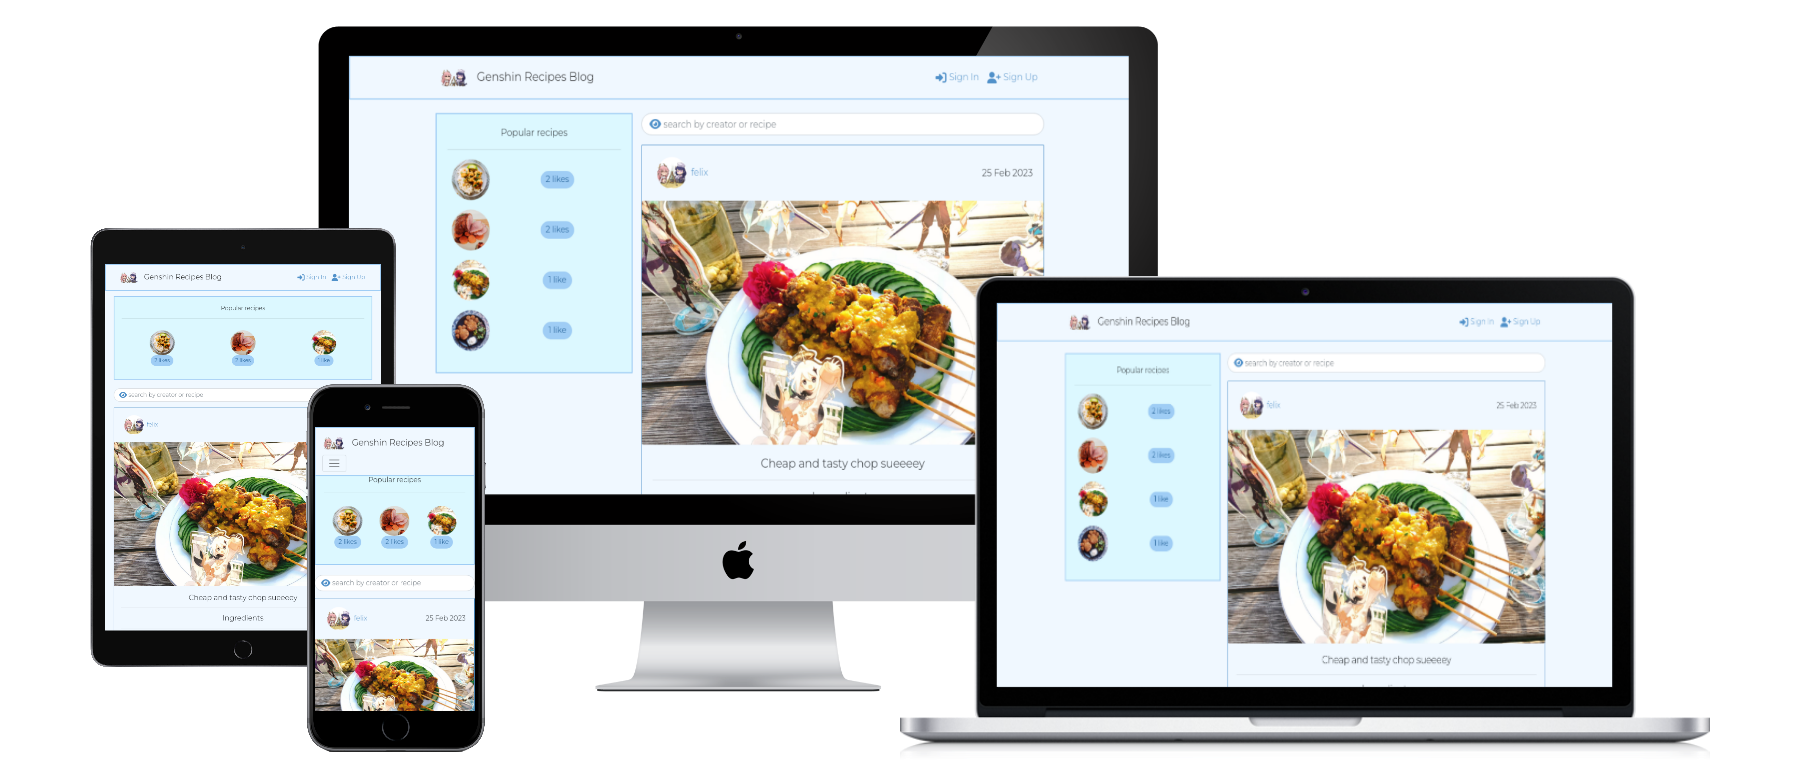 Genshin Recipes Blog
Sign In Sign Up
Popular recipes
2 likes
2 likes
1 like
1 like
search by creator or recipe
felix
25 Feb 2023
Cheap and tasty chop sueeeey
Genshin Recipes Blog
Sign In Sign Up
Popular recipes
2 likes
2 likes
1 like
search by creator or recipe
felix
Cheap and tasty chop sueeeey
Ingredients
Genshin Recipes Blog
Popular recipes
2 likes
2 likes
1 like
search by creator or recipe
felix
25 Feb 2023
Genshin Recipes Blog
Sign In Sign Up
Popular recipes
2 likes
2 likes
1 like
1 like
search by creator or recipe
felix
25 Feb 2023
Cheap and tasty chop sueeeey